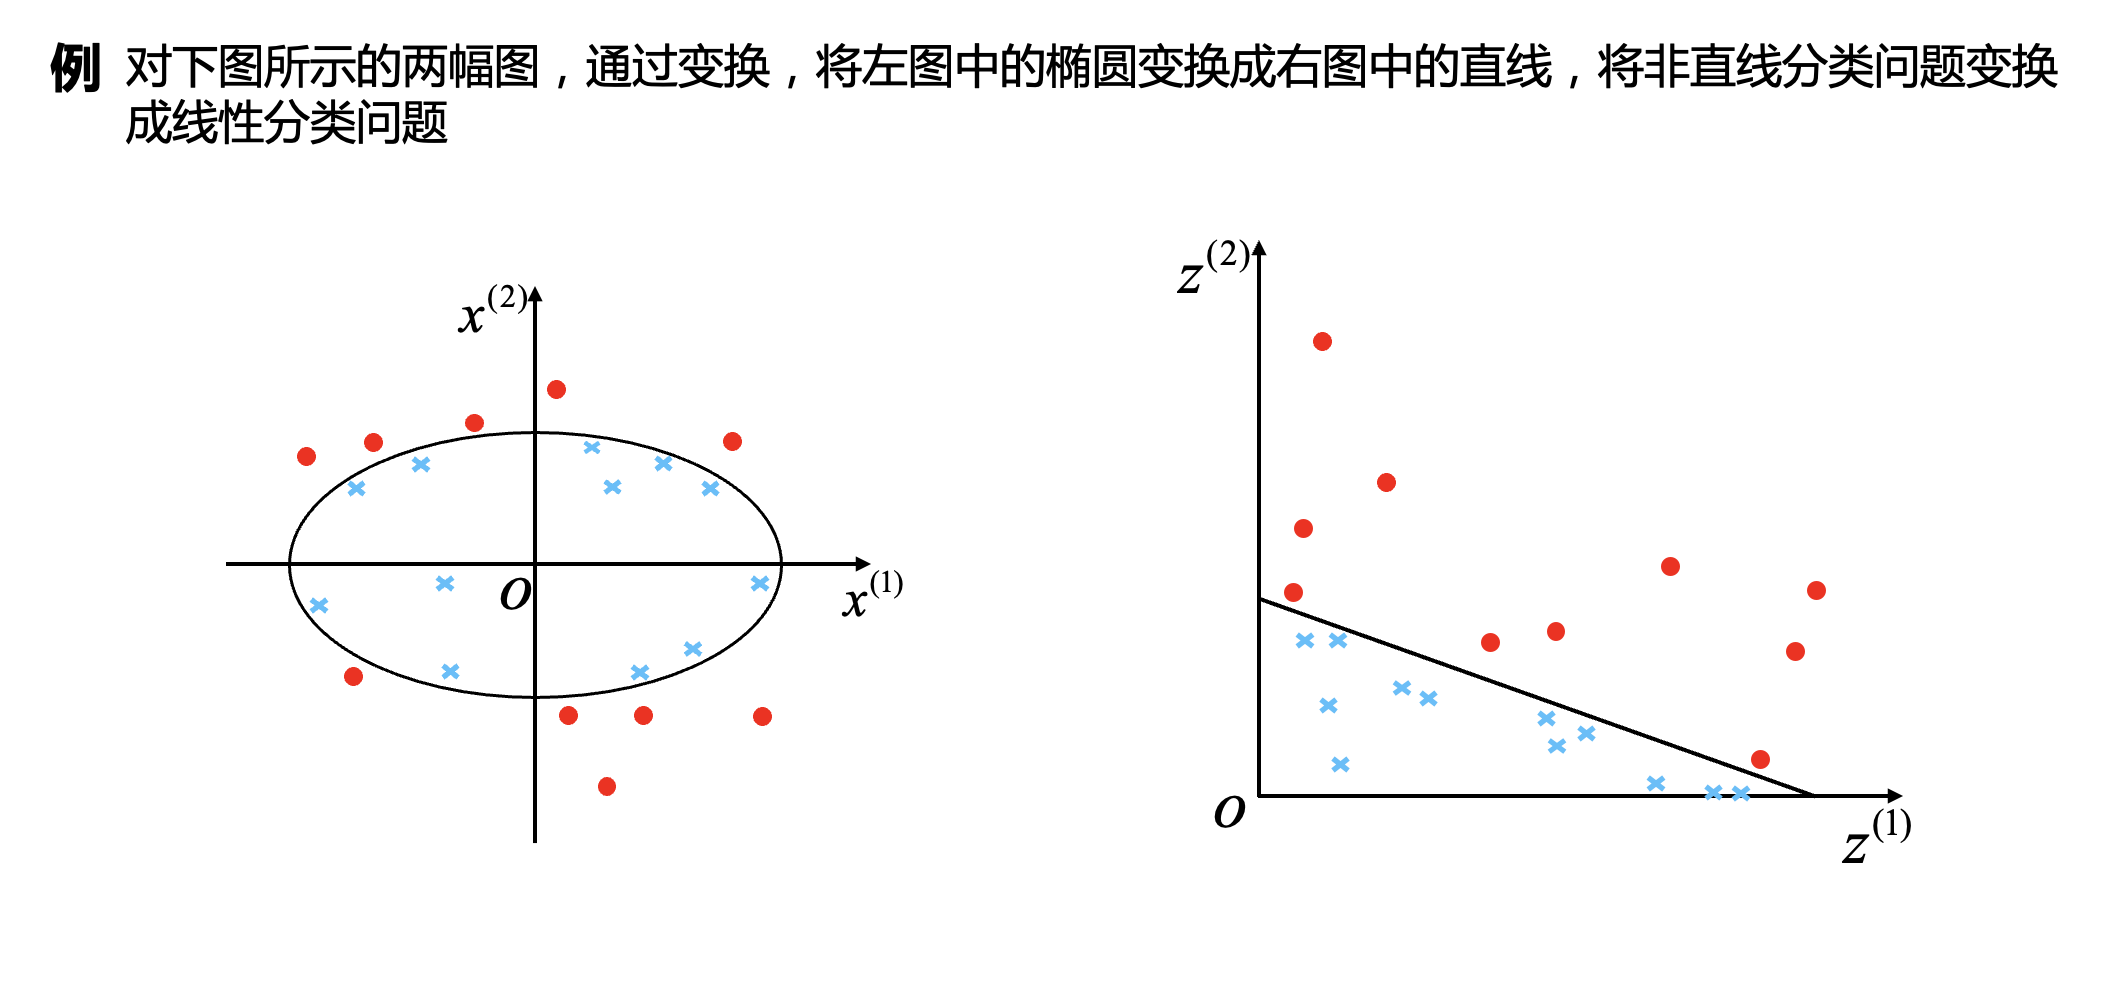 例 对下图所示的两幅图，通过变换，将左图中的椭圆变换成右图中的直线，将非直线分类问题变换
成线性分类问题
x^(2)
O
x^(1)
z^(2)
O
z^(1)